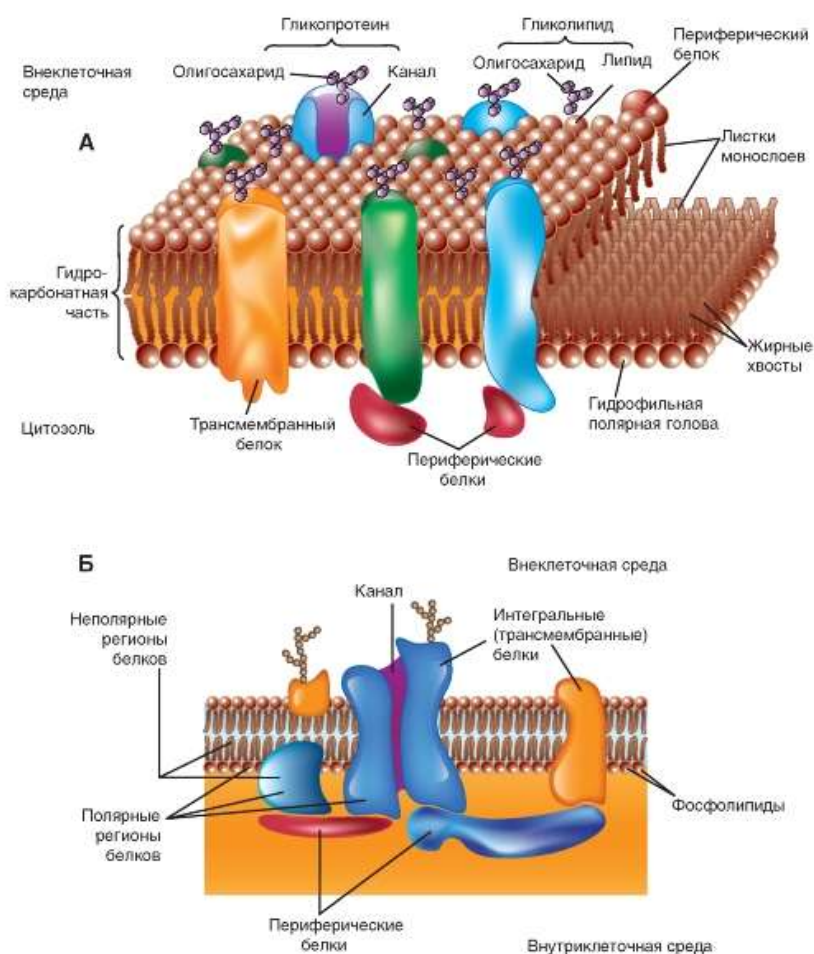 Гликопротеин
Гликолипид
Периферический
белок
Внеклеточная
среда
Олигосахарид
Канал
Олигосахарид
Липид
А
Листки
монослоев
Гидро-
карбонатная
часть
Жирные
хвосты
Цитозоль
Трансмембранный
белок
Гидрофильная
полярная голова
Периферические
белки
Б
Внеклеточная среда
Канал
Неполярные
регионы
белков
Интегральные
(трансмембранные)
белки
Полярные
регионы
белков
Фосфолипиды
Периферические
белки
Внутриклеточная среда